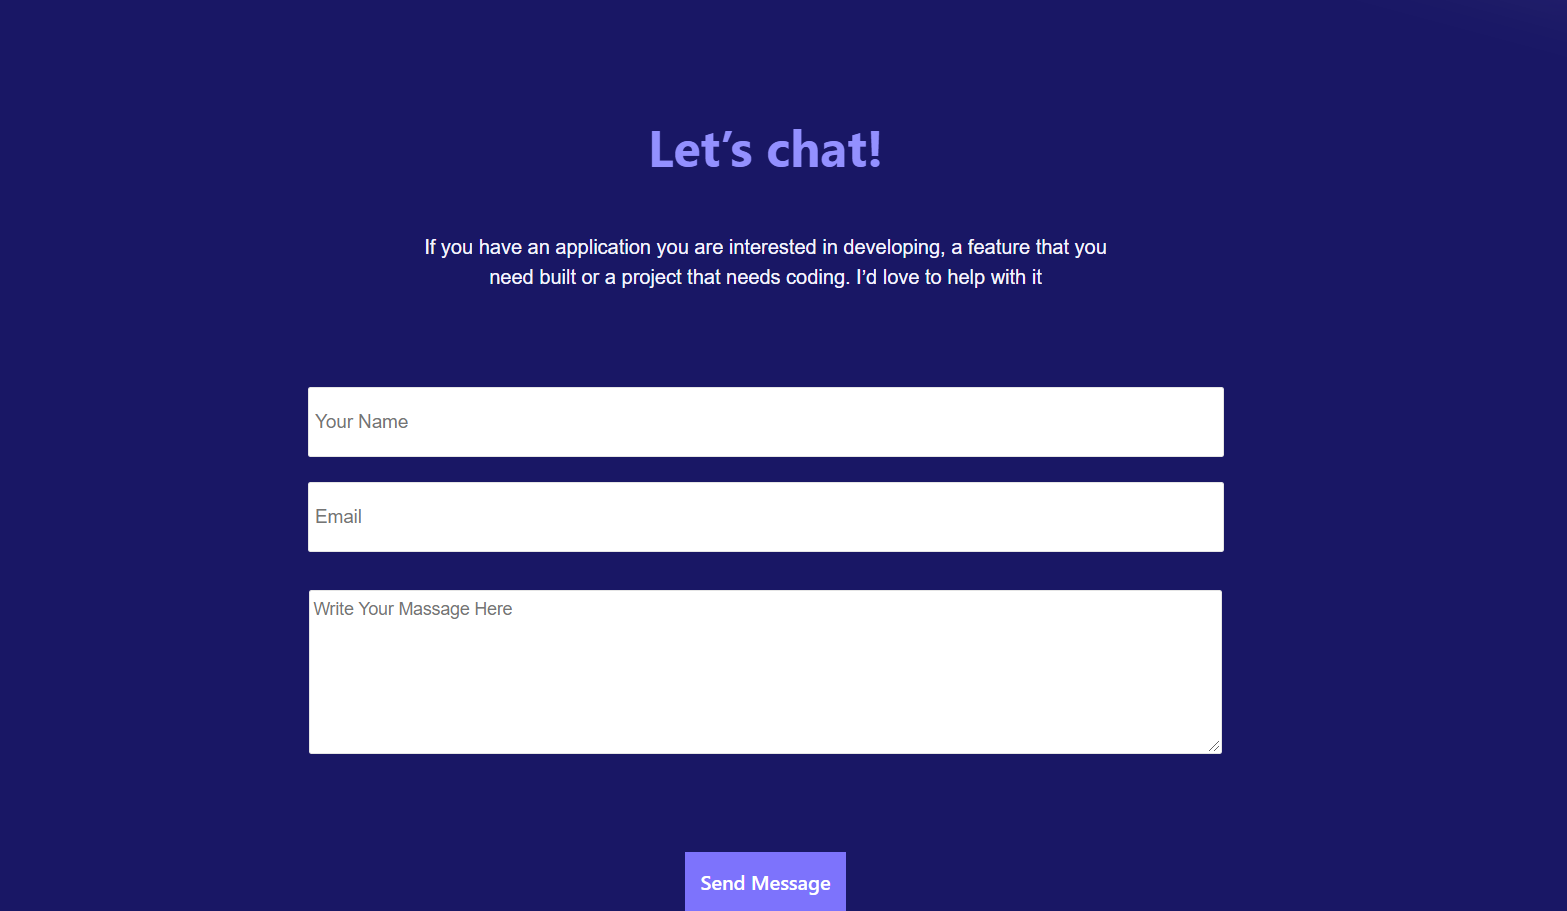 Let’s chat!
If you have an application you are interested in developing, a feature that you
need built or a project that needs coding. I’d love to help with it
Your Name
Email
Write Your Massage Here
Send Message